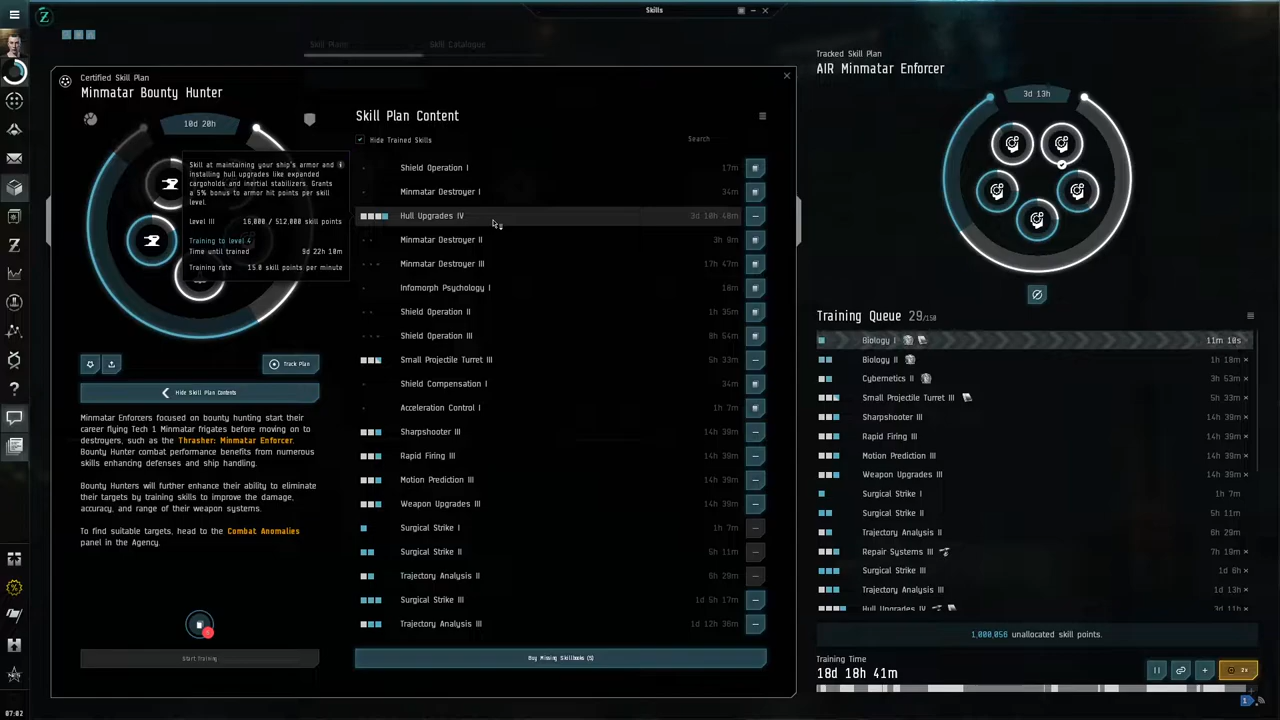 Skills
Skill Plans
Skill Catalogue
Certified Skill Plan
Minmatar Bounty Hunter
10d 20h
Skill at maintaining your ship's armor and
installing hull upgrades like expanded
cargoholds and inertial stabilizers. Grants
a 5% bonus to armor hit points per skill
level.
Level III 16,000 / 512,000 skill points
Training to level 4
Time until trained 9d 22h 10m
Training rate 15.0 skill points per minute
Track Plan
Hide Skill Plan Contents
Minmatar Enforcers focused on bounty hunting start their
career flying Tech 1 Minmatar frigates before moving on to
destroyers, such as the Thrasher: Minmatar Enforcer.
Bounty Hunter combat performance benefits from numerous
skills enhancing defenses and ship handling.
Bounty Hunters will further enhance their ability to eliminate
their targets by training skills to improve the damage,
accuracy, and range of their weapon systems.
To find suitable targets, head to the Combat Anomalies
panel in the Agency.
Start Training
Skill Plan Content
Hide Trained Skills
Search
Shield Operation I 17m
Minmatar Destroyer I 34m
Hull Upgrades IV 3d 10h 48m
Minmatar Destroyer II 3h 9m
Minmatar Destroyer III 17h 47m
Infomorph Psychology I 18m
Shield Operation II 1h 35m
Shield Operation III 8h 54m
Small Projectile Turret III 5h 33m
Shield Compensation I 34m
Acceleration Control I 1h 7m
Sharpshooter III 14h 39m
Rapid Firing III 14h 39m
Motion Prediction III 14h 39m
Weapon Upgrades III 14h 39m
Surgical Strike I 1h 7m
Surgical Strike II 5h 11m
Trajectory Analysis II 6h 29m
Surgical Strike III 1d 5h 17m
Trajectory Analysis III 1d 12h 36m
Buy Missing Skillbooks (5)
Tracked Skill Plan
AIR Minmatar Enforcer
3d 13h
Training Queue 29/150
Biology I 11m 10s
Biology II 1h 18m
Cybernetics II 3h 53m
Small Projectile Turret III 5h 33m
Sharpshooter III 14h 39m
Rapid Firing III 14h 39m
Motion Prediction III 14h 39m
Weapon Upgrades III 14h 39m
Surgical Strike I 1h 7m
Surgical Strike II 5h 11m
Trajectory Analysis II 6h 29m
Repair Systems III 7h 19m
Surgical Strike III 1d 6h
Trajectory Analysis III 1d 13h
Hull Upgrades IV 3d 11h
1,000,056 unallocated skill points.
Training Time
18d 18h 41m
2x
07:02
1